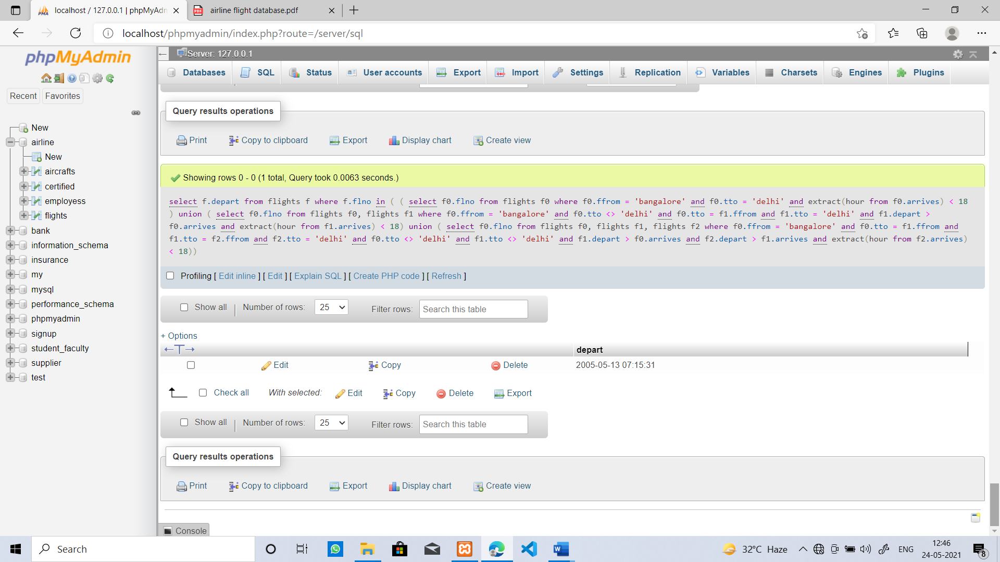 localhost / 127.0.0.1 | phpMyAdn
airline flight database.pdf
localhost/phpmyadmin/index.php?route=/server/sql
phpMyAdmin
Recent
Favorites
New
airline
New
aircrafts
certified
employess
flights
bank
information_schema
insurance
my
mysql
performance_schema
phpmyadmin
signup
student_faculty
supplier
test
Server: 127.0.0.1
Databases SQL Status User accounts Export Import Settings Replication Variables Charsets Engines Plugins
Query results operations
Print Copy to clipboard Export Display chart Create view
Showing rows 0 - 0 (1 total, Query took 0.0063 seconds.)
select f.depart from flights f where f.flno in ( ( select f0.flno from flights f0 where f0.ffrom = 'bangalore' and f0.tto = 'delhi' and extract(hour from f0.arrives) < 18
) union ( select f0.flno from flights f0, flights f1 where f0.ffrom = 'bangalore' and f0.tto <> 'delhi' and f0.tto = f1.ffrom and f1.tto = 'delhi' and f1.depart >
f0.arrives and extract(hour from f1.arrives) < 18) union ( select f0.flno from flights f0, flights f1, flights f2 where f0.ffrom = 'bangalore' and f0.tto = f1.ffrom and
f1.tto = f2.ffrom and f2.tto = 'delhi' and f0.tto <> 'delhi' and f1.tto <> 'delhi' and f1.depart > f0.arrives and f2.depart > f1.arrives and extract(hour from f2.arrives)
< 18))
Profiling [ Edit inline ] [ Edit ] [ Explain SQL ] [ Create PHP code ] [ Refresh ]
Show all | Number of rows: 25 Filter rows: Search this table
+ Options
←T→ depart
Edit Copy Delete 2005-05-13 07:15:31
Check all With selected: Edit Copy Delete Export
Show all | Number of rows: 25 Filter rows: Search this table
Query results operations
Print Copy to clipboard Export Display chart Create view
Console
Search
32°C Haze
ENG
12:46
24-05-2021
8